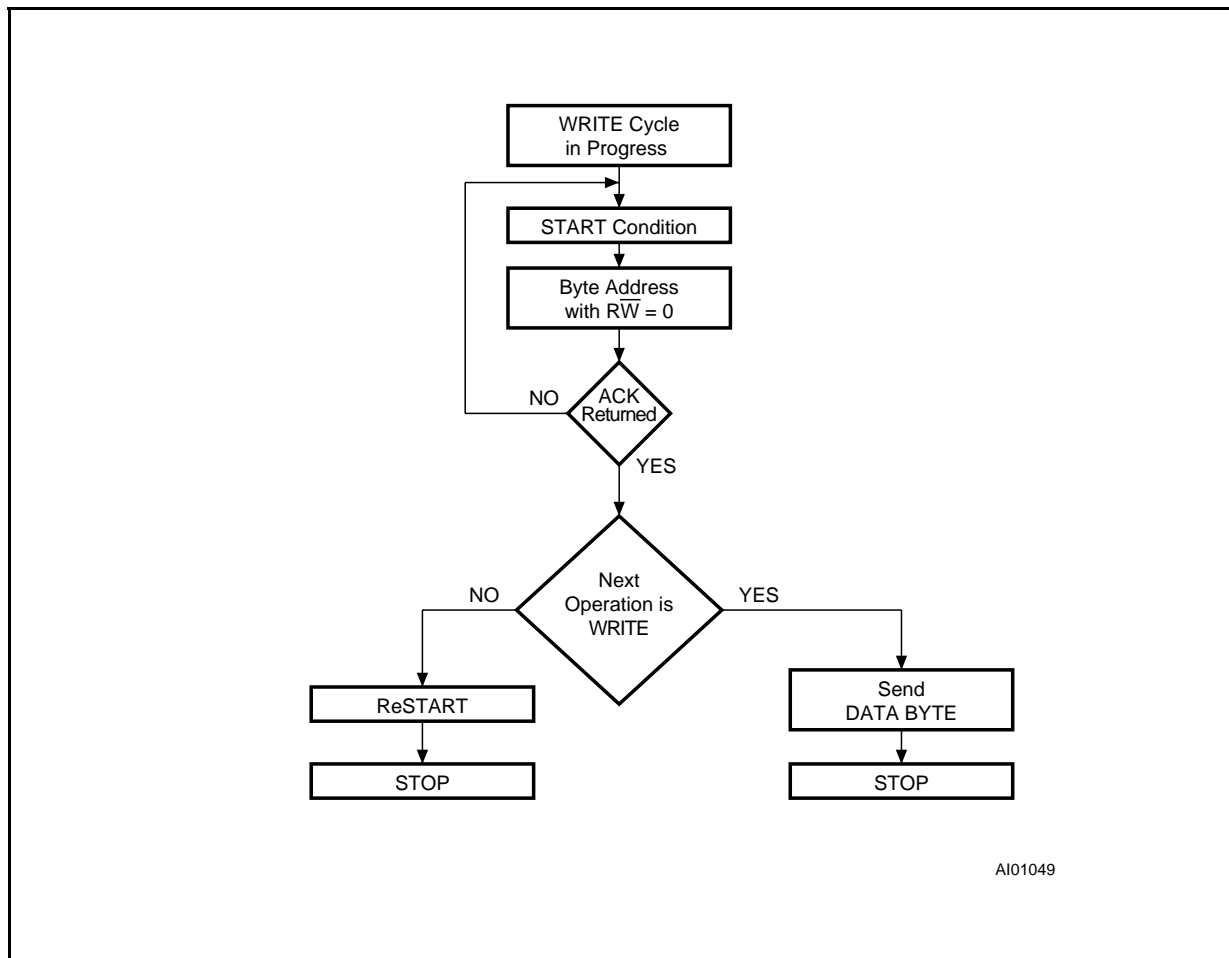 WRITE Cycle
in Progress
START Condition
Byte Address
with RW̅ = 0
ACK
Returned
NO
YES
Next
Operation is
WRITE
NO
YES
ReSTART
Send
DATA BYTE
STOP
STOP
AI01049